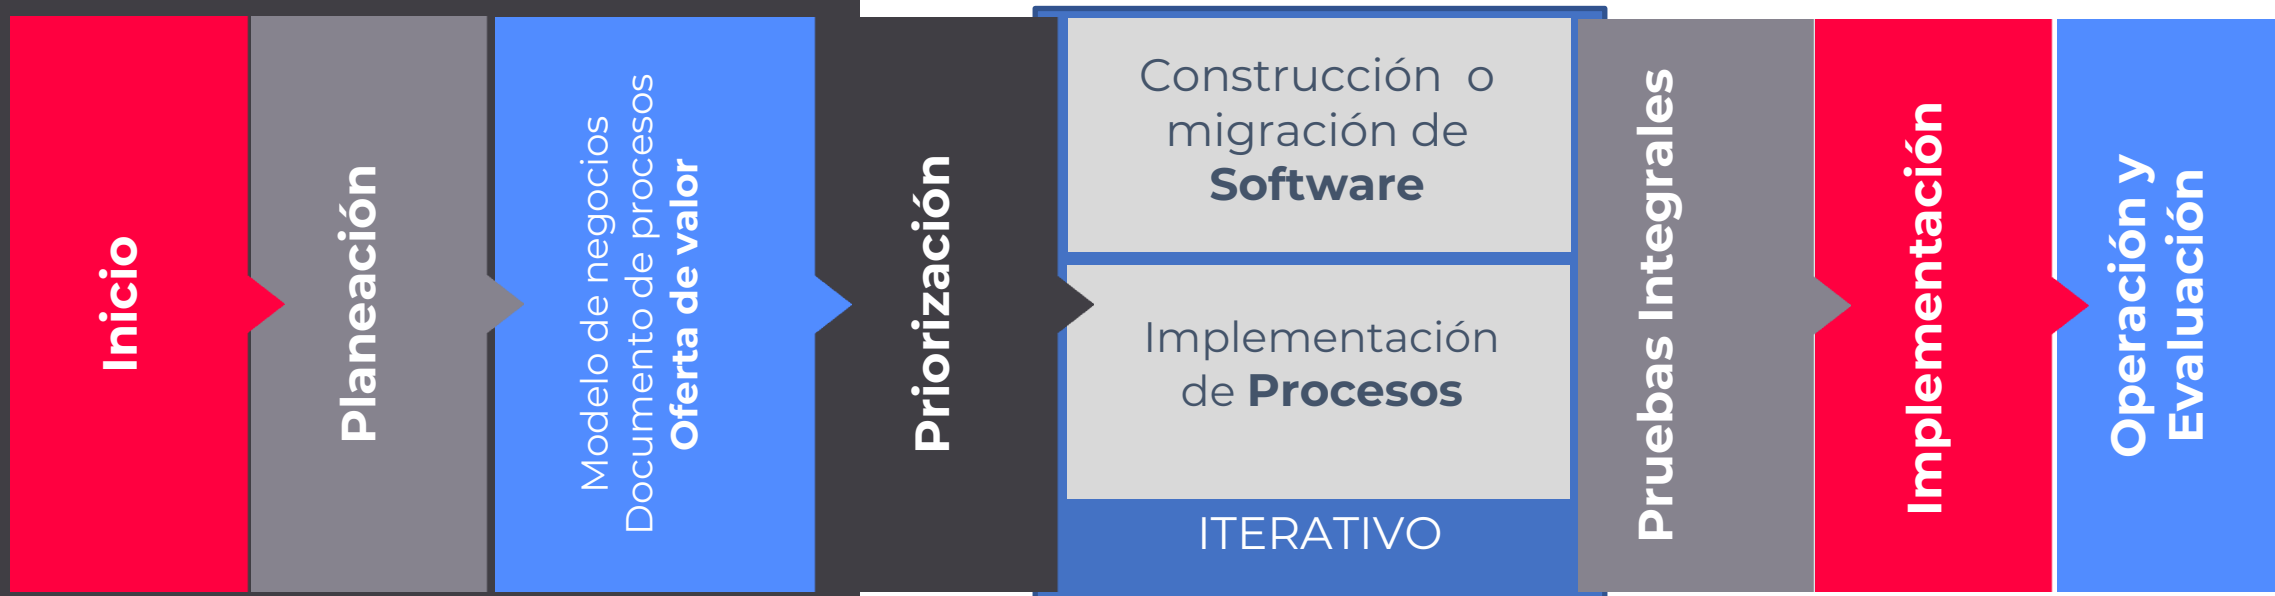 Inicio
Planeación
Modelo de negocios
Documento de procesos
Oferta de valor
Priorización
Construcción o
migración de
Software
Implementación
de Procesos
ITERATIVO
Pruebas Integrales
Implementación
Operación y
Evaluación